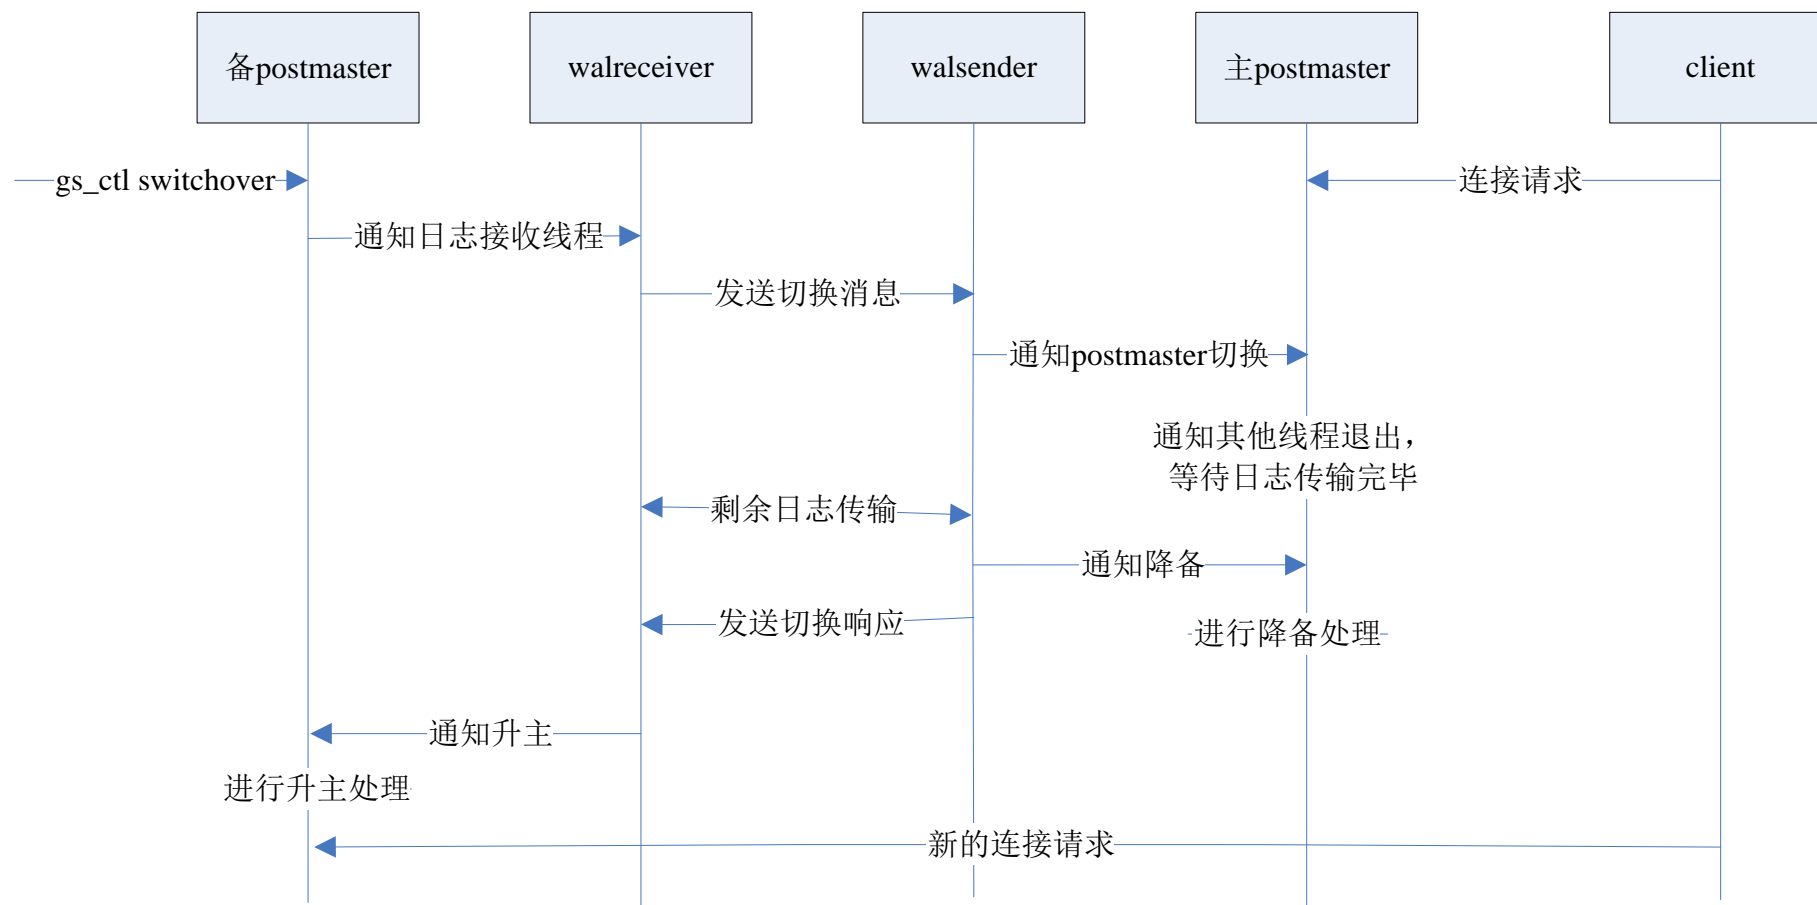 备postmaster
walreceiver
walsender
主postmaster
client
gs_ctl switchover
连接请求
通知日志接收线程
发送切换消息
通知postmaster切换
通知其他线程退出，
等待日志传输完毕
剩余日志传输
通知降备
发送切换响应
进行降备处理
通知升主
进行升主处理
新的连接请求